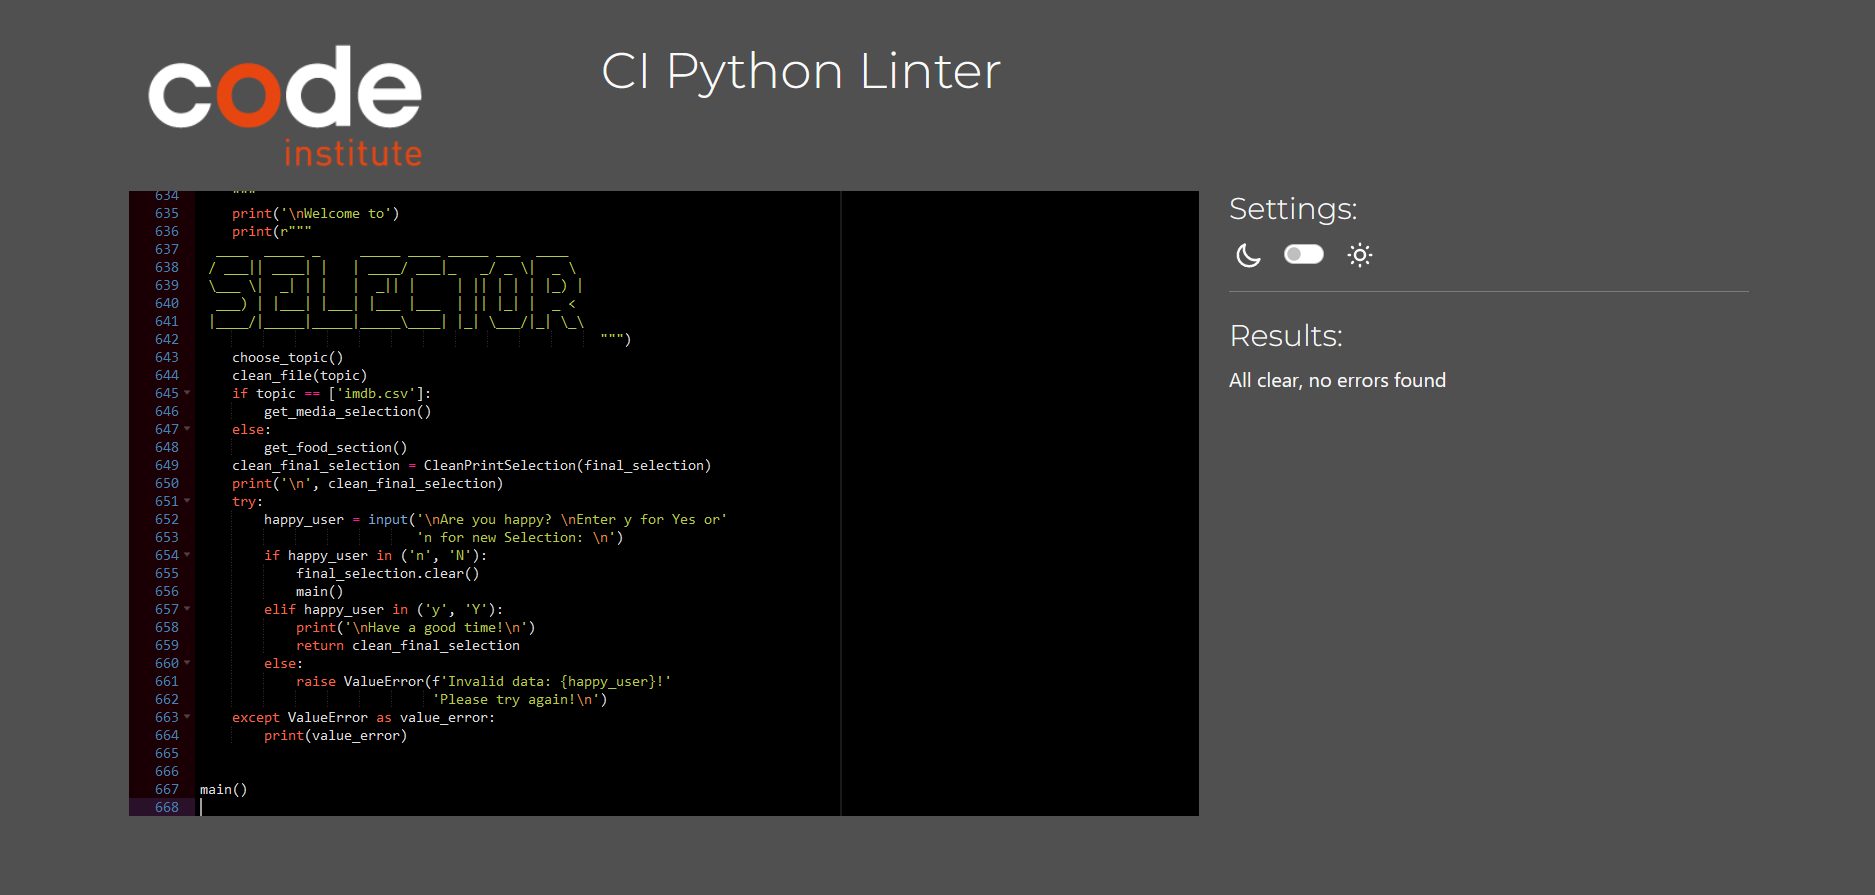 code
institute
CI Python Linter
634 """
635 print('\nWelcome to')
636 print(r"""
637  ____  _____ _     _____ ____ _____ ___  ____
638 / ___|| ____| |   | ____/ ___|_   _/ _ \|  _ \
639 \___ \|  _| | |   |  _|| |     | || | | | |_) |
640  ___) | |___| |___| |___ |___  | || |_| |  _ <
641 |____/|_____|_____|_____\____| |_| \___/|_| \_\
642 """)
643 choose_topic()
644 clean_file(topic)
645 if topic == ['imdb.csv']:
646 get_media_selection()
647 else:
648 get_food_section()
649 clean_final_selection = CleanPrintSelection(final_selection)
650 print('\n', clean_final_selection)
651 try:
652 happy_user = input('\nAre you happy? \nEnter y for Yes or'
653 'n for new Selection: \n')
654 if happy_user in ('n', 'N'):
655 final_selection.clear()
656 main()
657 elif happy_user in ('y', 'Y'):
658 print('\nHave a good time!\n')
659 return clean_final_selection
660 else:
661 raise ValueError(f'Invalid data: {happy_user}!'
662 'Please try again!\n')
663 except ValueError as value_error:
664 print(value_error)
665
666
667 main()
668
Settings:
Results:
All clear, no errors found